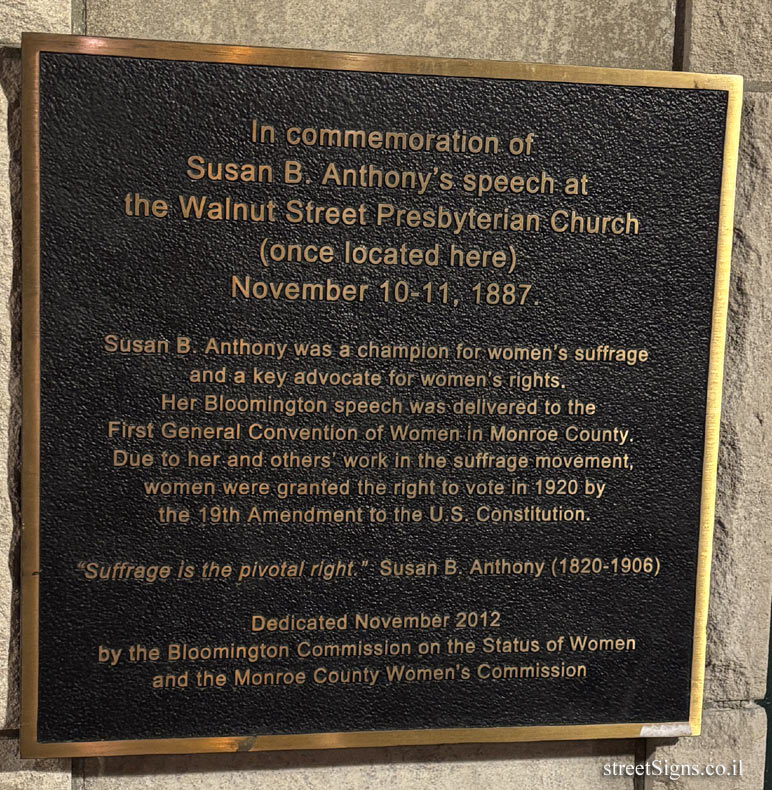 In commemoration of
Susan B. Anthony's speech at
the Walnut Street Presbyterian Church
(once located here)
November 10-11, 1887.
Susan B. Anthony was a champion for women's suffrage
and a key advocate for women's rights.
Her Bloomington speech was delivered to the
First General Convention of Women in Monroe County.
Due to her and others' work in the suffrage movement,
women were granted the right to vote in 1920 by
the 19th Amendment to the U.S. Constitution.
"Suffrage is the pivotal right." Susan B. Anthony (1820-1906)
Dedicated November 2012
by the Bloomington Commission on the Status of Women
and the Monroe County Women's Commission
streetSigns.co.il